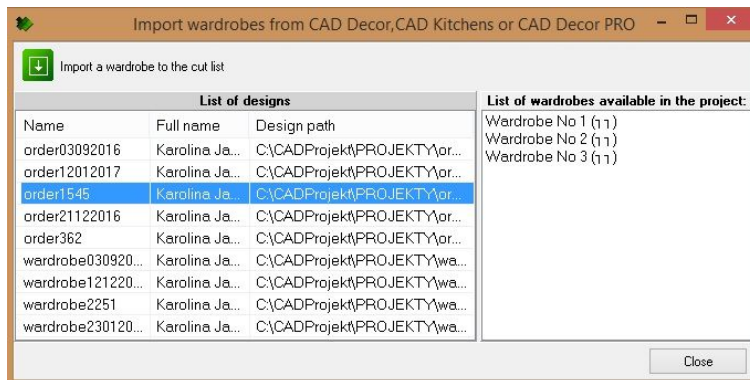 Import wardrobes from CAD Decor,CAD Kitchens or CAD Decor PRO
Import a wardrobe to the cut list
List of designs
Name Full name Design path
order03092016 Karolina Ja... C:\CADProjekt\PROJEKTY\or...
order12012017 Karolina Ja... C:\CADProjekt\PROJEKTY\or...
order1545 Karolina Ja... C:\CADProjekt\PROJEKTY\or...
order21122016 Karolina Ja... C:\CADProjekt\PROJEKTY\or...
order362 Karolina Ja... C:\CADProjekt\PROJEKTY\or...
wardrobe030920... Karolina Ja... C:\CADProjekt\PROJEKTY\wa...
wardrobe121220... Karolina Ja... C:\CADProjekt\PROJEKTY\wa...
wardrobe2251 Karolina Ja... C:\CADProjekt\PROJEKTY\wa...
wardrobe230120... Karolina Ja... C:\CADProjekt\PROJEKTY\wa...
List of wardrobes available in the project:
Wardrobe No 1 (11)
Wardrobe No 2 (11)
Wardrobe No 3 (11)
Close